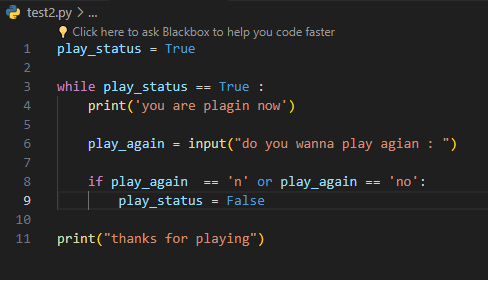 test2.py > ...
Click here to ask Blackbox to help you code faster
1 play_status = True
2
3 while play_status == True :
4     print('you are plagin now')
5
6     play_again = input("do you wanna play agian : ")
7
8     if play_again  == 'n' or play_again == 'no':
9         play_status = False
10
11 print("thanks for playing")